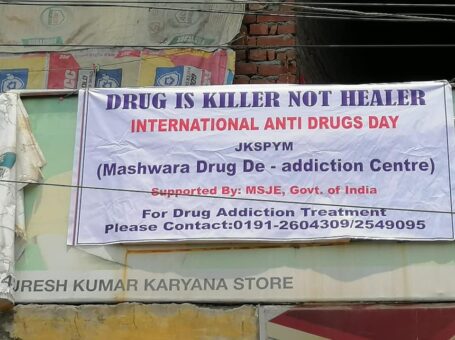 DRUG IS KILLER NOT HEALER
INTERNATIONAL ANTI DRUGS DAY
JKSPYM
(Mashwara Drug De - addiction Centre)
Supported By: MSJE, Govt. of India
For Drug Addiction Treatment
Please Contact:0191-2604309/2549095
URESH KUMAR KARYANA STORE